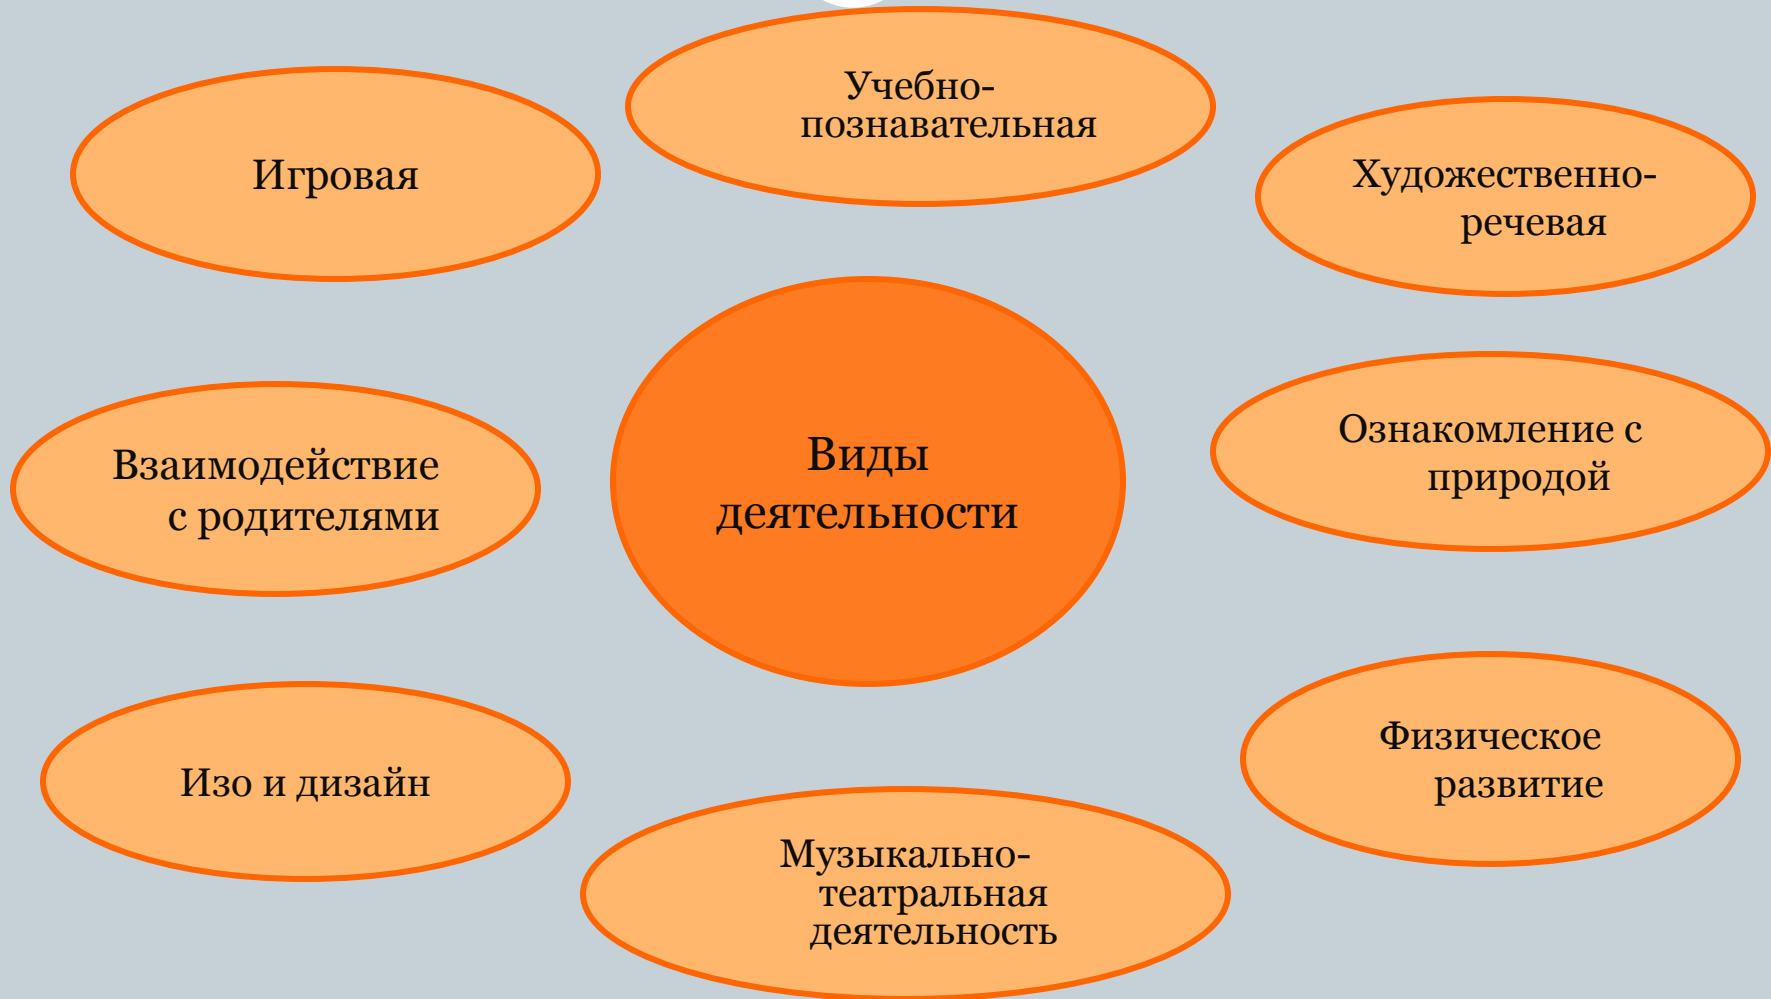 Учебно-
познавательная
Игровая
Художественно-
речевая
Виды
деятельности
Ознакомление с
природой
Взаимодействие
с родителями
Физическое
развитие
Изо и дизайн
Музыкально-
театральная
деятельность